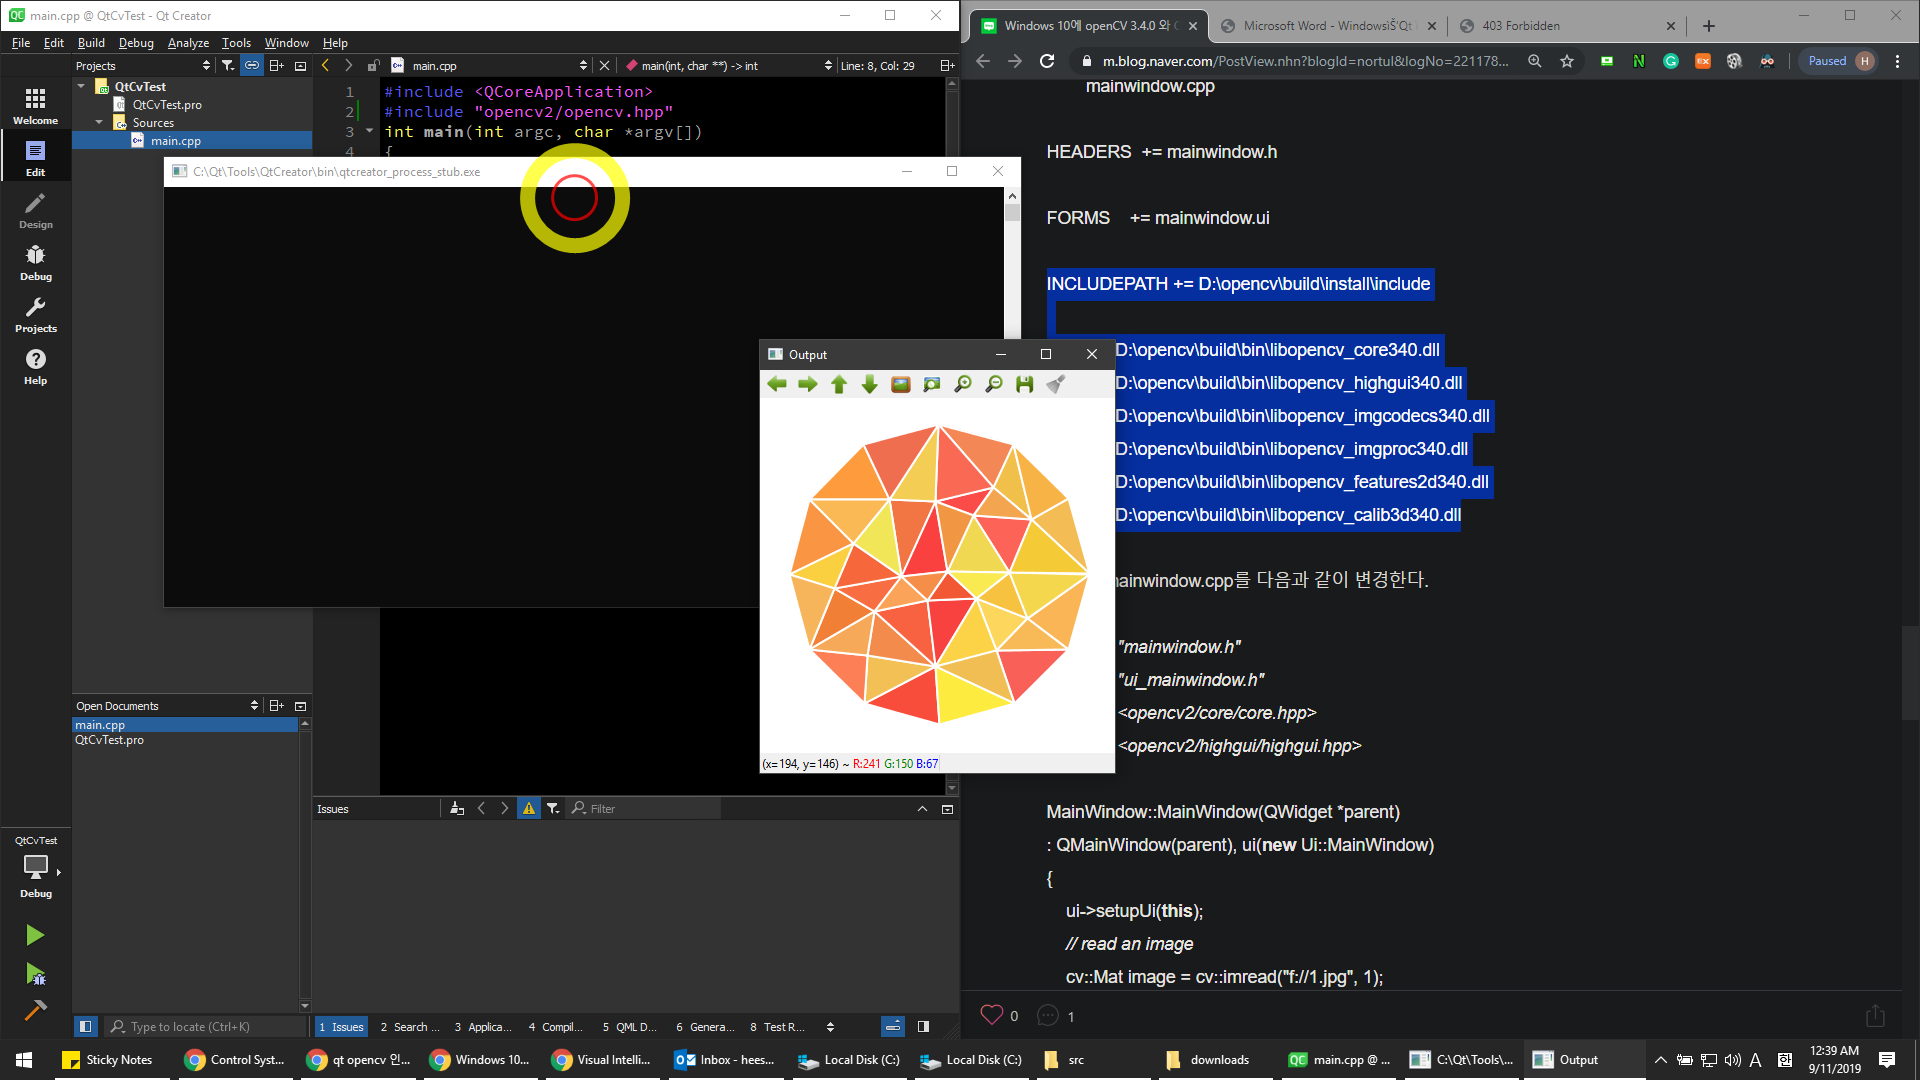 main.cpp @ QtCvTest - Qt Creator
File Edit Build Debug Analyze Tools Window Help
Projects
main.cpp
main(int, char **) -> int
Line: 8, Col: 29
QtCvTest
QtCvTest.pro
Sources
main.cpp
1 #include <QCoreApplication>
2 #include "opencv2/opencv.hpp"
3 int main(int argc, char *argv[])
4 {
Welcome
Edit
Design
Debug
Projects
Help
C:\Qt\Tools\QtCreator\bin\qtcreator_process_stub.exe
Output
(x=194, y=146) ~ R:241 G:150 B:67
Open Documents
main.cpp
QtCvTest.pro
Issues
Filter
QtCvTest
Debug
Type to locate (Ctrl+K)
1 Issues 2 Search ... 3 Applica... 4 Compil... 5 QML D... 6 Genera... 8 Test R...
Windows 10에 openCV 3.4.0 와
Microsoft Word - Windows
403 Forbidden
m.blog.naver.com/PostView.nhn?blogId=nortul&logNo=221178...
Paused H
mainwindow.cpp
HEADERS += mainwindow.h
FORMS += mainwindow.ui
INCLUDEPATH += D:\opencv\build\install\include
D:\opencv\build\bin\libopencv_core340.dll
D:\opencv\build\bin\libopencv_highgui340.dll
D:\opencv\build\bin\libopencv_imgcodecs340.dll
D:\opencv\build\bin\libopencv_imgproc340.dll
D:\opencv\build\bin\libopencv_features2d340.dll
D:\opencv\build\bin\libopencv_calib3d340.dll
mainwindow.cpp를 다음과 같이 변경한다.
"mainwindow.h"
"ui_mainwindow.h"
<opencv2/core/core.hpp>
<opencv2/highgui/highgui.hpp>
MainWindow::MainWindow(QWidget *parent)
: QMainWindow(parent), ui(new Ui::MainWindow)
{
ui->setupUi(this);
// read an image
cv::Mat image = cv::imread("f://1.jpg", 1);
0
1
Sticky Notes
Control Syst...
qt opencv 인...
Windows 10...
Visual Intelli...
Inbox - hees...
Local Disk (C:)
Local Disk (C:)
src
downloads
main.cpp @ ...
C:\Qt\Tools\...
Output
A
12:39 AM
9/11/2019